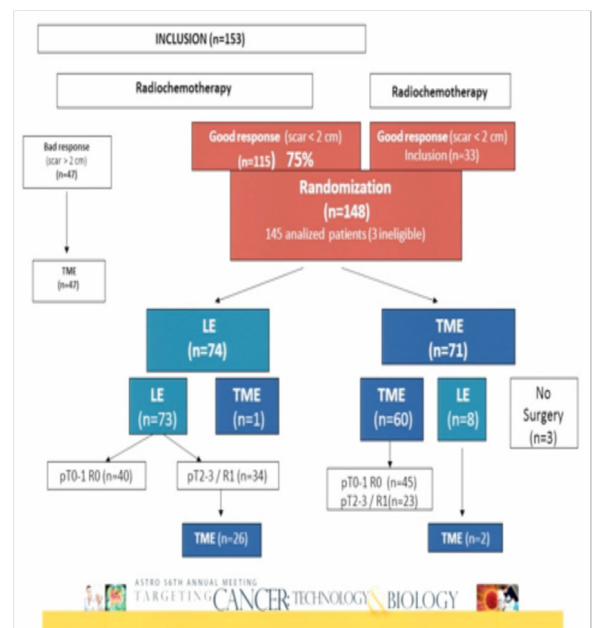 INCLUSION (n=153)
Radiochemotherapy
Radiochemotherapy
Bad response
(scar > 2 cm)
(n=47)
Good response (scar < 2 cm)
(n=115) 75%
Good response (scar < 2 cm)
Inclusion (n=33)
Randomization
(n=148)
145 analized patients (3 ineligible)
TME
(n=47)
LE
(n=74)
TME
(n=71)
LE
(n=73)
TME
(n=1)
TME
(n=60)
LE
(n=8)
No
Surgery
(n=3)
pT0-1 R0 (n=40)
pT2-3 / R1 (n=34)
pT0-1 R0 (n=45)
pT2-3 / R1(n=23)
TME (n=26)
TME (n=2)
ASTRO 56TH ANNUAL MEETING
TARGETING CANCER: TECHNOLOGY & BIOLOGY